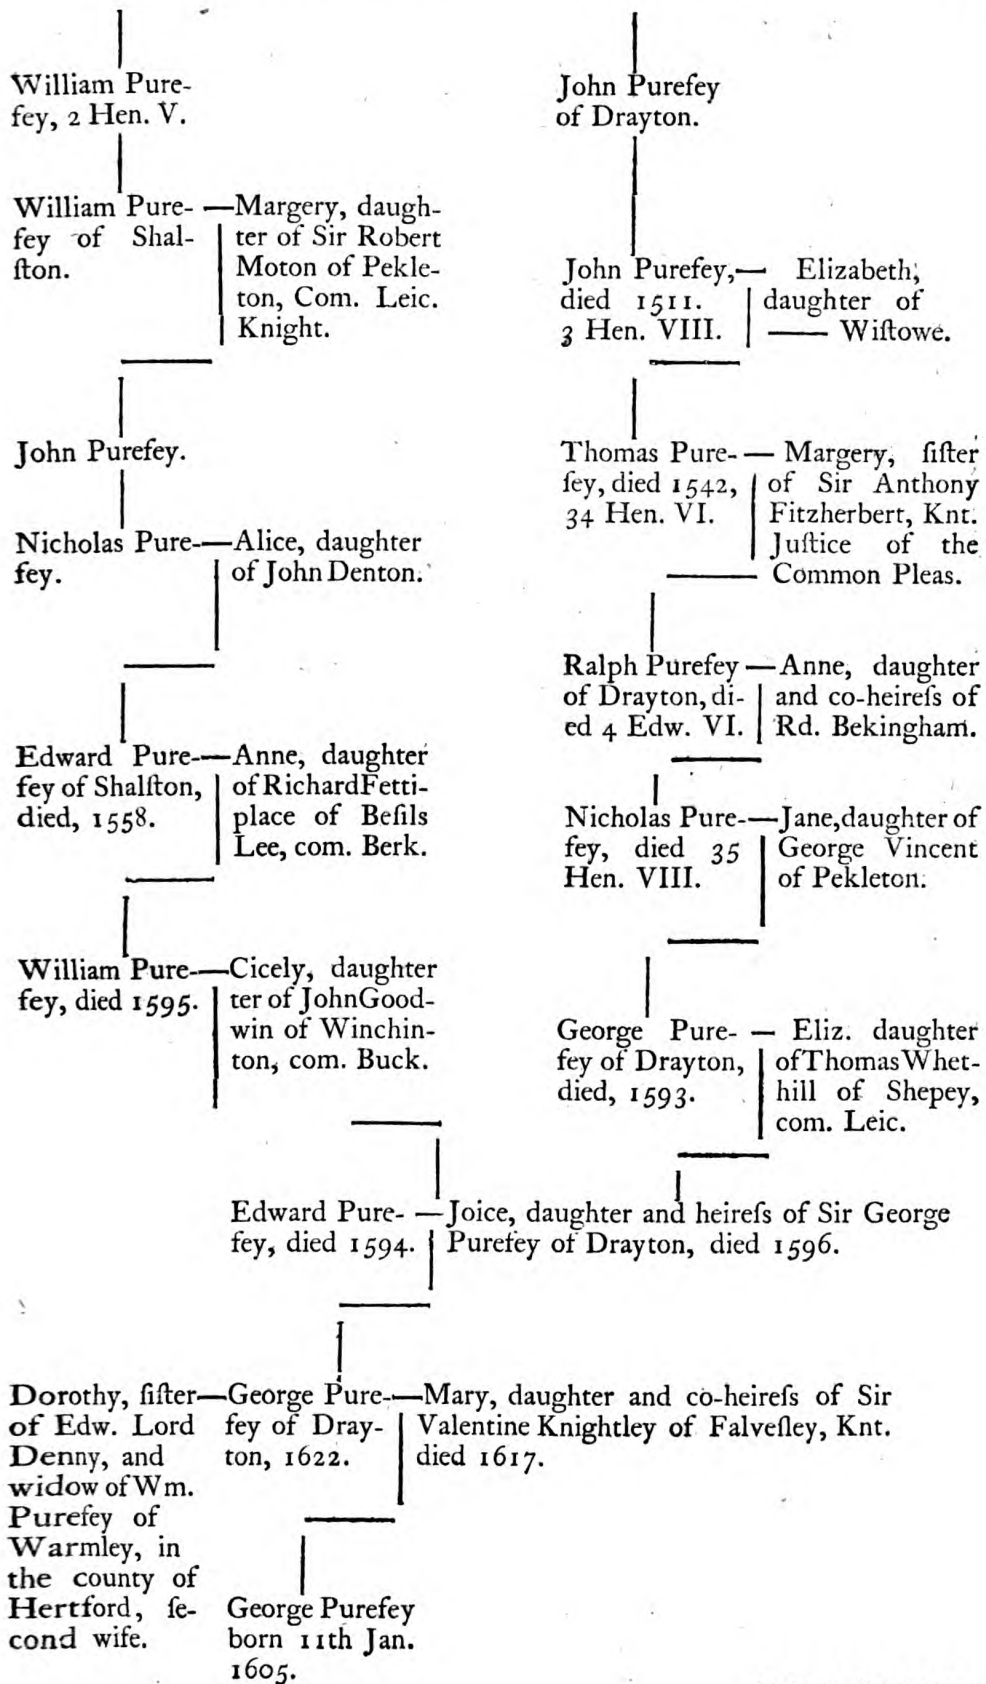 William Pure-
fey, 2 Hen. V.
John Purefey
of Drayton.
William Pure-
fey of Shal-
ſton.
—Margery, daugh-
ter of Sir Robert
Moton of Pekle-
ton, Com. Leic.
Knight.
John Purefey,—
died 1511.
3 Hen. VIII.
Elizabeth,
daughter of
—— Wiſtowe.
John Purefey.
Thomas Pure-
fey, died 1542,
34 Hen. VI.
— Margery, ſiſter
of Sir Anthony
Fitzherbert, Knt.
Juſtice of the
Common Pleas.
Nicholas Pure-
fey.
—Alice, daughter
of John Denton.
Ralph Purefey
of Drayton, di-
ed 4 Edw. VI.
— Anne, daughter
and co-heireſs of
Rd. Bekingham.
Edward Pure-
fey of Shalſton,
died, 1558.
—Anne, daughter
of Richard Fetti-
place of Beſils
Lee, com. Berk.
Nicholas Pure-
fey, died 35
Hen. VIII.
—Jane, daughter of
George Vincent
of Pekleton.
William Pure-
fey, died 1595.
—Cicely, daughter
ter of John Good-
win of Winchin-
ton, com. Buck.
George Pure-
fey of Drayton,
died, 1593.
— Eliz. daughter
of Thomas Whet-
hill of Shepey,
com. Leic.
Edward Pure-
fey, died 1594.
—Joice, daughter and heireſs of Sir George
Purefey of Drayton, died 1596.
Dorothy, ſiſter
of Edw. Lord
Denny, and
widow of Wm.
Purefey of
Warmley, in
the county of
Hertford, ſe-
cond wife.
—George Pure-
fey of Dray-
ton, 1622.
—Mary, daughter and co-heireſs of Sir
Valentine Knightley of Falveſley, Knt.
died 1617.
George Purefey
born 11th Jan.
1605.